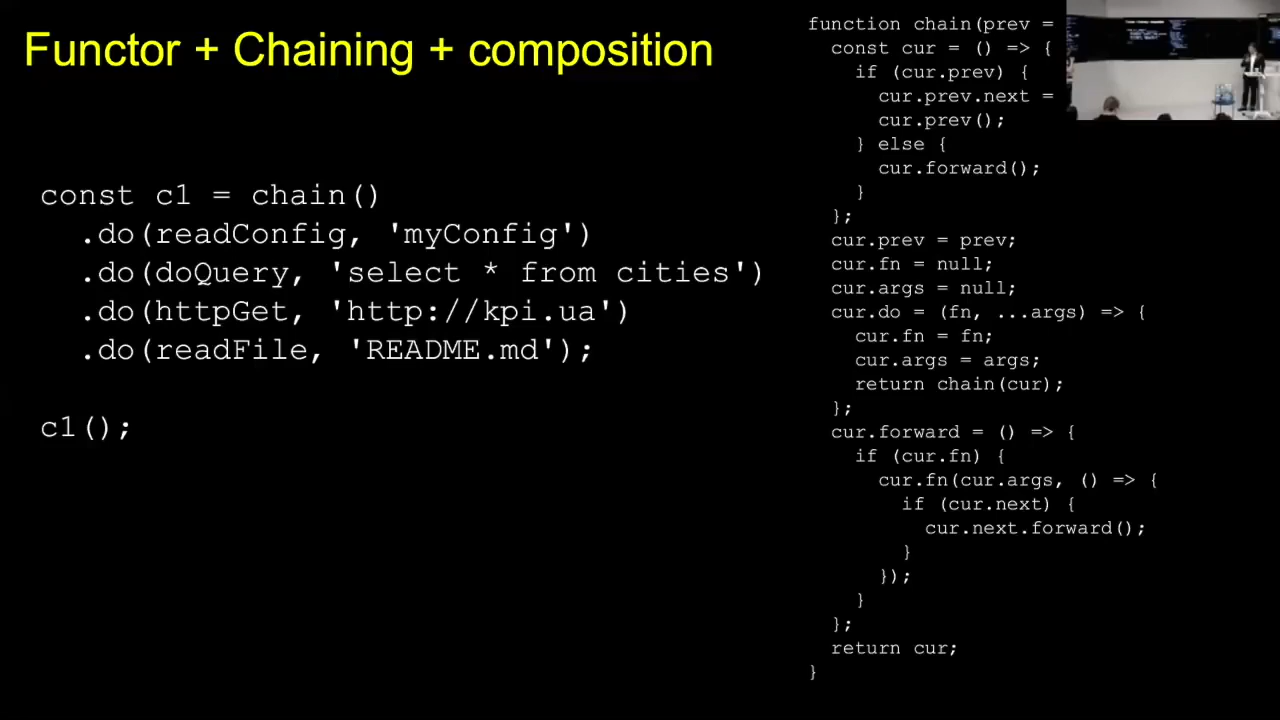 Functor + Chaining + composition
const c1 = chain()
  .do(readConfig, 'myConfig')
  .do(doQuery, 'select * from cities')
  .do(httpGet, 'http://kpi.ua')
  .do(readFile, 'README.md');
c1();
function chain(prev =
  const cur = () => {
    if (cur.prev) {
      cur.prev.next =
      cur.prev();
    } else {
      cur.forward();
    }
  };
  cur.prev = prev;
  cur.fn = null;
  cur.args = null;
  cur.do = (fn, ...args) => {
    cur.fn = fn;
    cur.args = args;
    return chain(cur);
  };
  cur.forward = () => {
    if (cur.fn) {
      cur.fn(cur.args, () => {
        if (cur.next) {
          cur.next.forward();
        }
      });
    }
  };
  return cur;
}